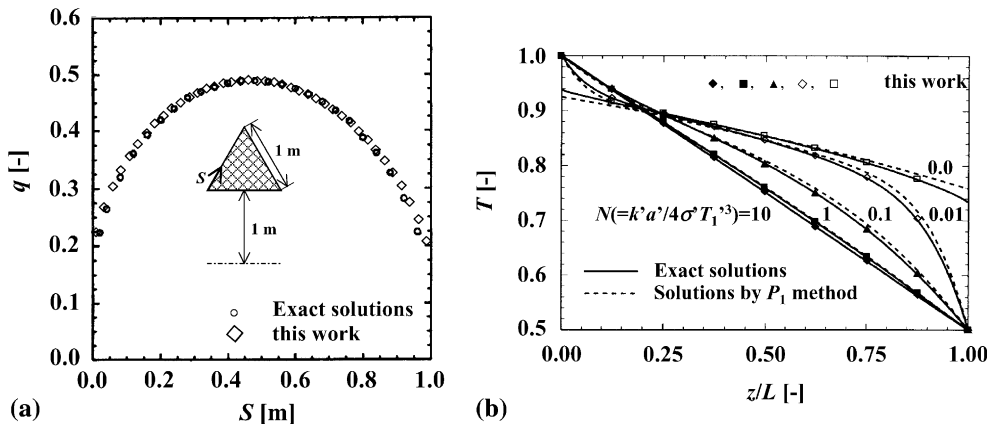 0.6
0.5
0.4
0.3
0.2
0.1
0.0
q [-]
S
1 m
1 m
Exact solutions
this work
0.0 0.2 0.4 0.6 0.8 1.0
S [m]
(a)
1.0
0.9
0.8
0.7
0.6
0.5
T [-]
, , , , this work
0.0
N(=k'a'/4σ'T₁'³)=10 1 0.1 0.01
Exact solutions
Solutions by P₁ method
0.00 0.25 0.50 0.75 1.00
z/L [-]
(b)